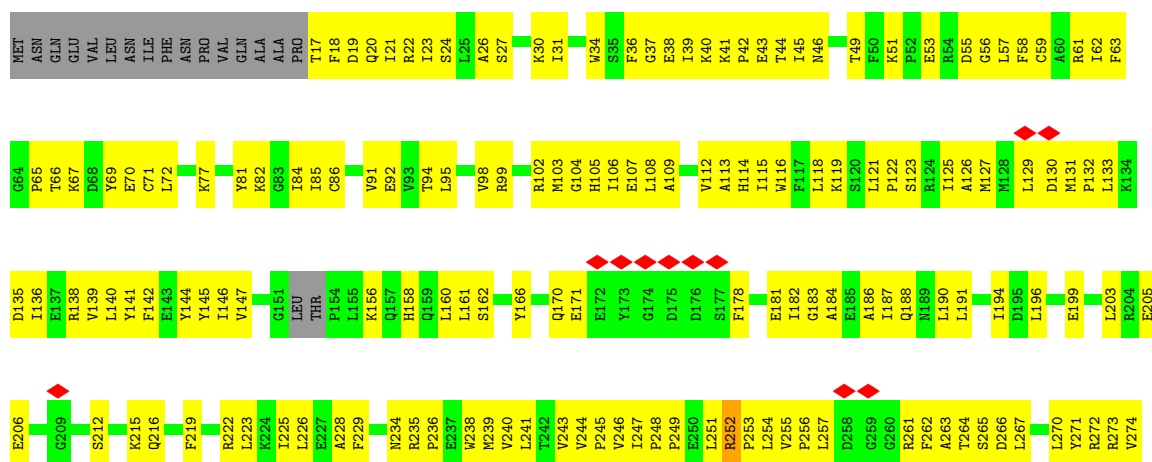 MET ASN GLN GLU VAL LEU ASN ILE PHE ASN PRO VAL GLN ALA ALA PRO T17 F18 D19 Q20 I21 R22 I23 S24 L25 A26 S27 K30 I31 W34 S35 F36 G37 E38 I39 K40 K41 P42 E43 T44 I45 N46 T49 F50 K51 P52 E53 R54 D55 G56 L57 F58 C59 A60 R61 I62 F63
G64 P65 T66 K67 D68 Y69 E70 C71 L72 K77 Y81 K82 G83 I84 I85 C86 V91 E92 V93 T94 L95 V98 R99 R102 M103 G104 H105 I106 E107 L108 A109 V112 A113 H114 I115 W116 F117 L118 K119 S120 L121 P122 S123 R124 I125 A126 M127 M128 L129 D130 M131 P132 L133 K134
D135 I136 E137 R138 V139 L140 Y141 F142 E143 Y144 Y145 I146 V147 G151 LEU THR P154 L155 K156 Q157 H158 Q159 L160 L161 S162 Y166 Q170 E171 E172 Y173 G174 D175 D176 S177 F178 E181 I182 G183 A184 E185 A186 I187 Q188 N189 L190 L191 I194 D195 L196 E199 L203 R204 E205
E206 G209 S212 K215 Q216 F219 R222 L223 K224 I225 L226 E227 A228 F229 N234 R235 P236 E237 W238 M239 V240 L241 T242 V243 V244 P245 V246 I247 P248 P249 E250 L251 R252 P253 L254 V255 P256 L257 D258 G259 G260 R261 F262 A263 T264 S265 D266 L267 L270 Y271 R272 R273 V274